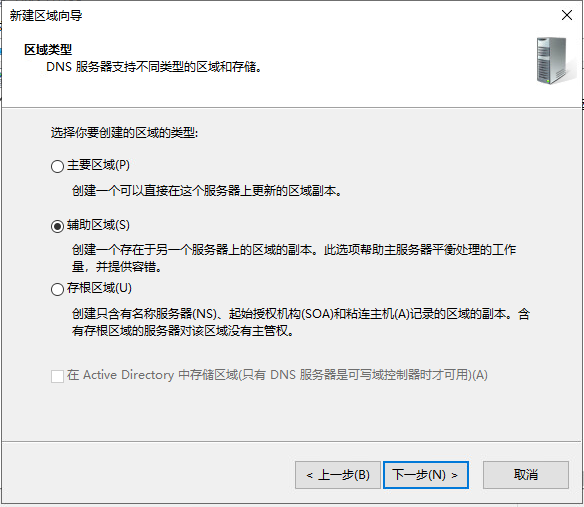 新建区域向导
区域类型
DNS 服务器支持不同类型的区域和存储。
选择你要创建的区域的类型:
主要区域(P)
创建一个可以直接在这个服务器上更新的区域副本。
辅助区域(S)
创建一个存在于另一个服务器上的区域的副本。此选项帮助主服务器平衡处理的工作
量，并提供容错。
存根区域(U)
创建只含有名称服务器(NS)、起始授权机构(SOA)和粘连主机(A)记录的区域的副本。含
有存根区域的服务器对该区域没有主管权。
在 Active Directory 中存储区域(只有 DNS 服务器是可写域控制器时才可用)(A)
< 上一步(B) 下一步(N) > 取消